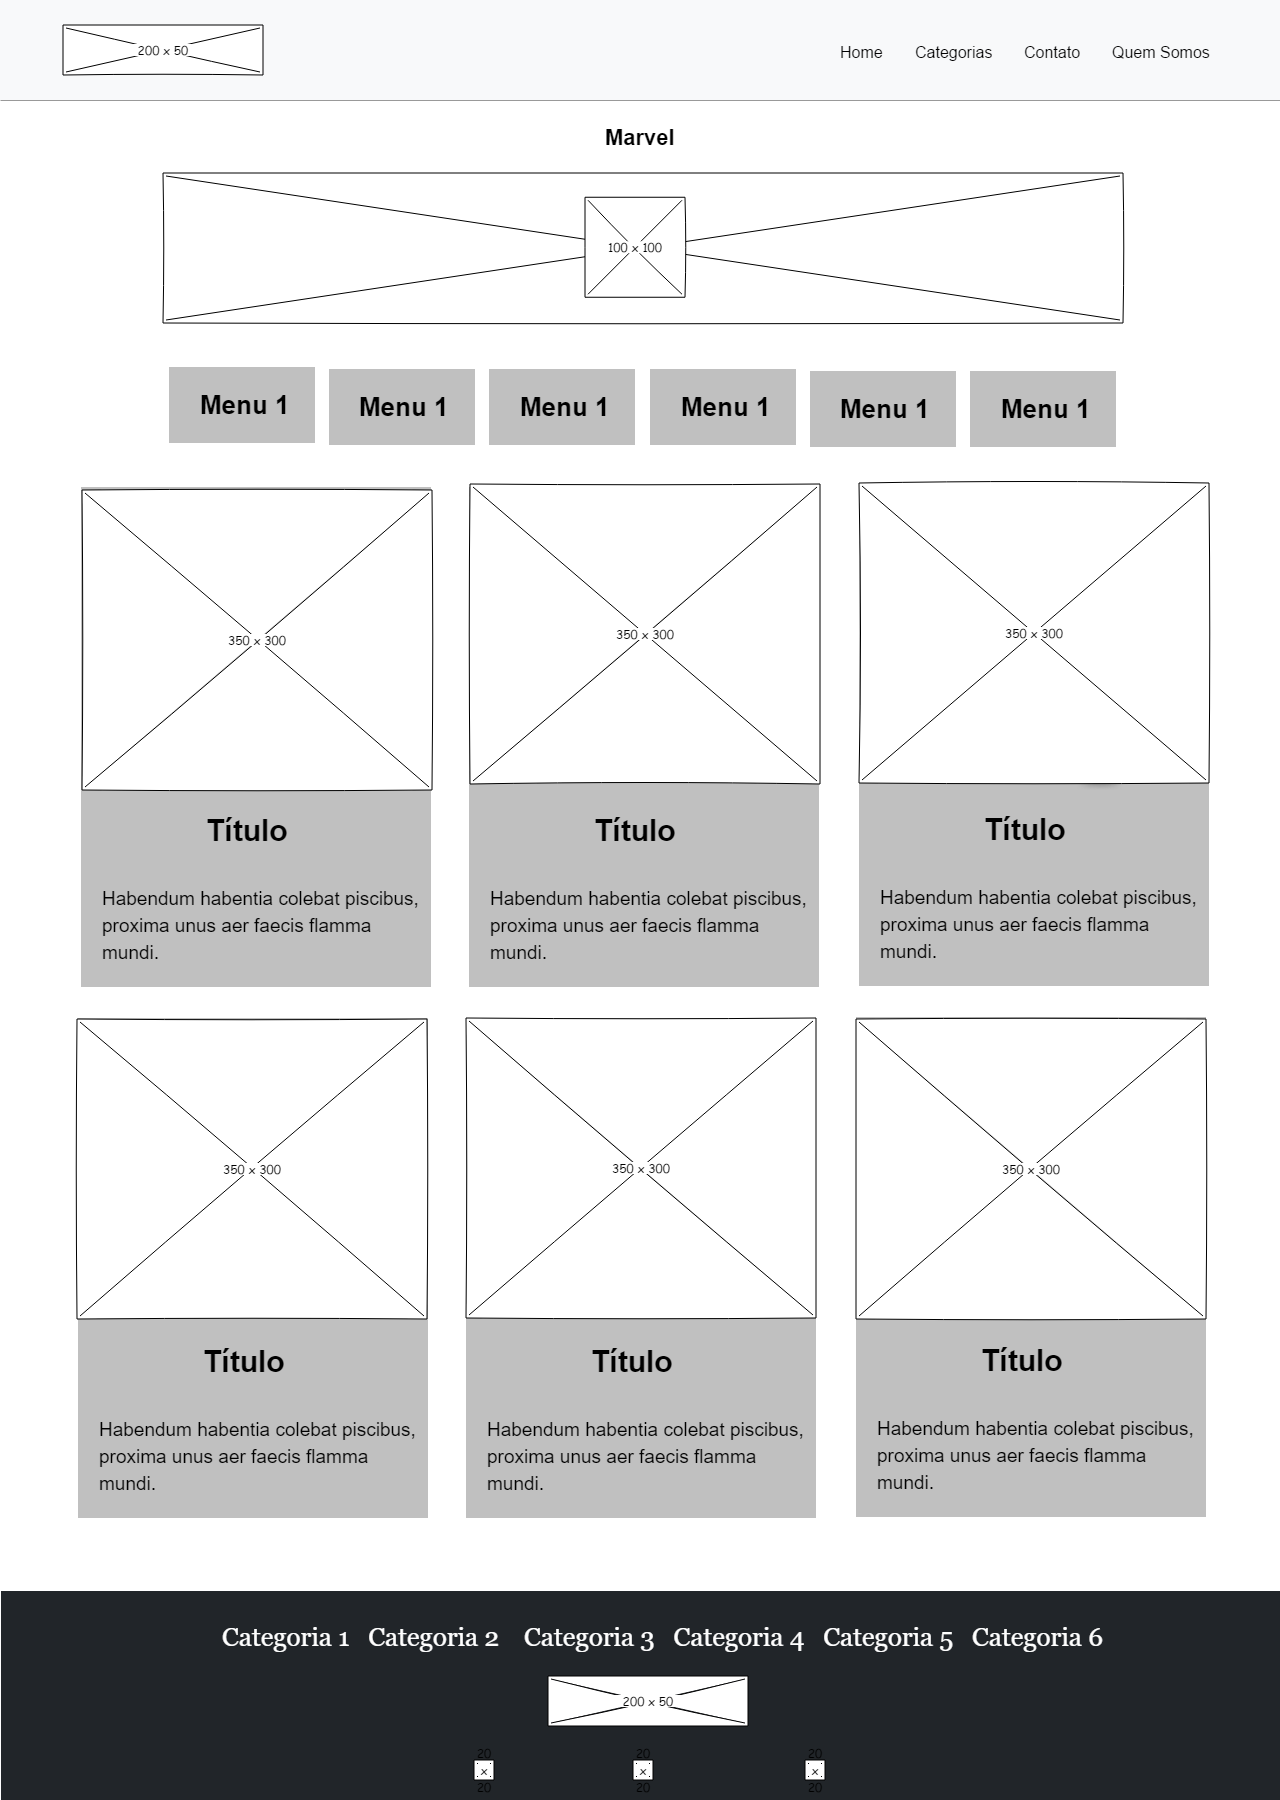 200 x 50
Home Categorias Contato Quem Somos
Marvel
100 x 100
Menu 1 Menu 1 Menu 1 Menu 1 Menu 1 Menu 1
350 x 300 350 x 300 350 x 300
Título Título Título
Habendum habentia colebat piscibus,
proxima unus aer faecis flamma
mundi.
Habendum habentia colebat piscibus,
proxima unus aer faecis flamma
mundi.
Habendum habentia colebat piscibus,
proxima unus aer faecis flamma
mundi.
350 x 300 350 x 300 350 x 300
Título Título Título
Habendum habentia colebat piscibus,
proxima unus aer faecis flamma
mundi.
Habendum habentia colebat piscibus,
proxima unus aer faecis flamma
mundi.
Habendum habentia colebat piscibus,
proxima unus aer faecis flamma
mundi.
Categoria 1 Categoria 2 Categoria 3 Categoria 4 Categoria 5 Categoria 6
200 x 50
20 20 20
x x x
20 20 20